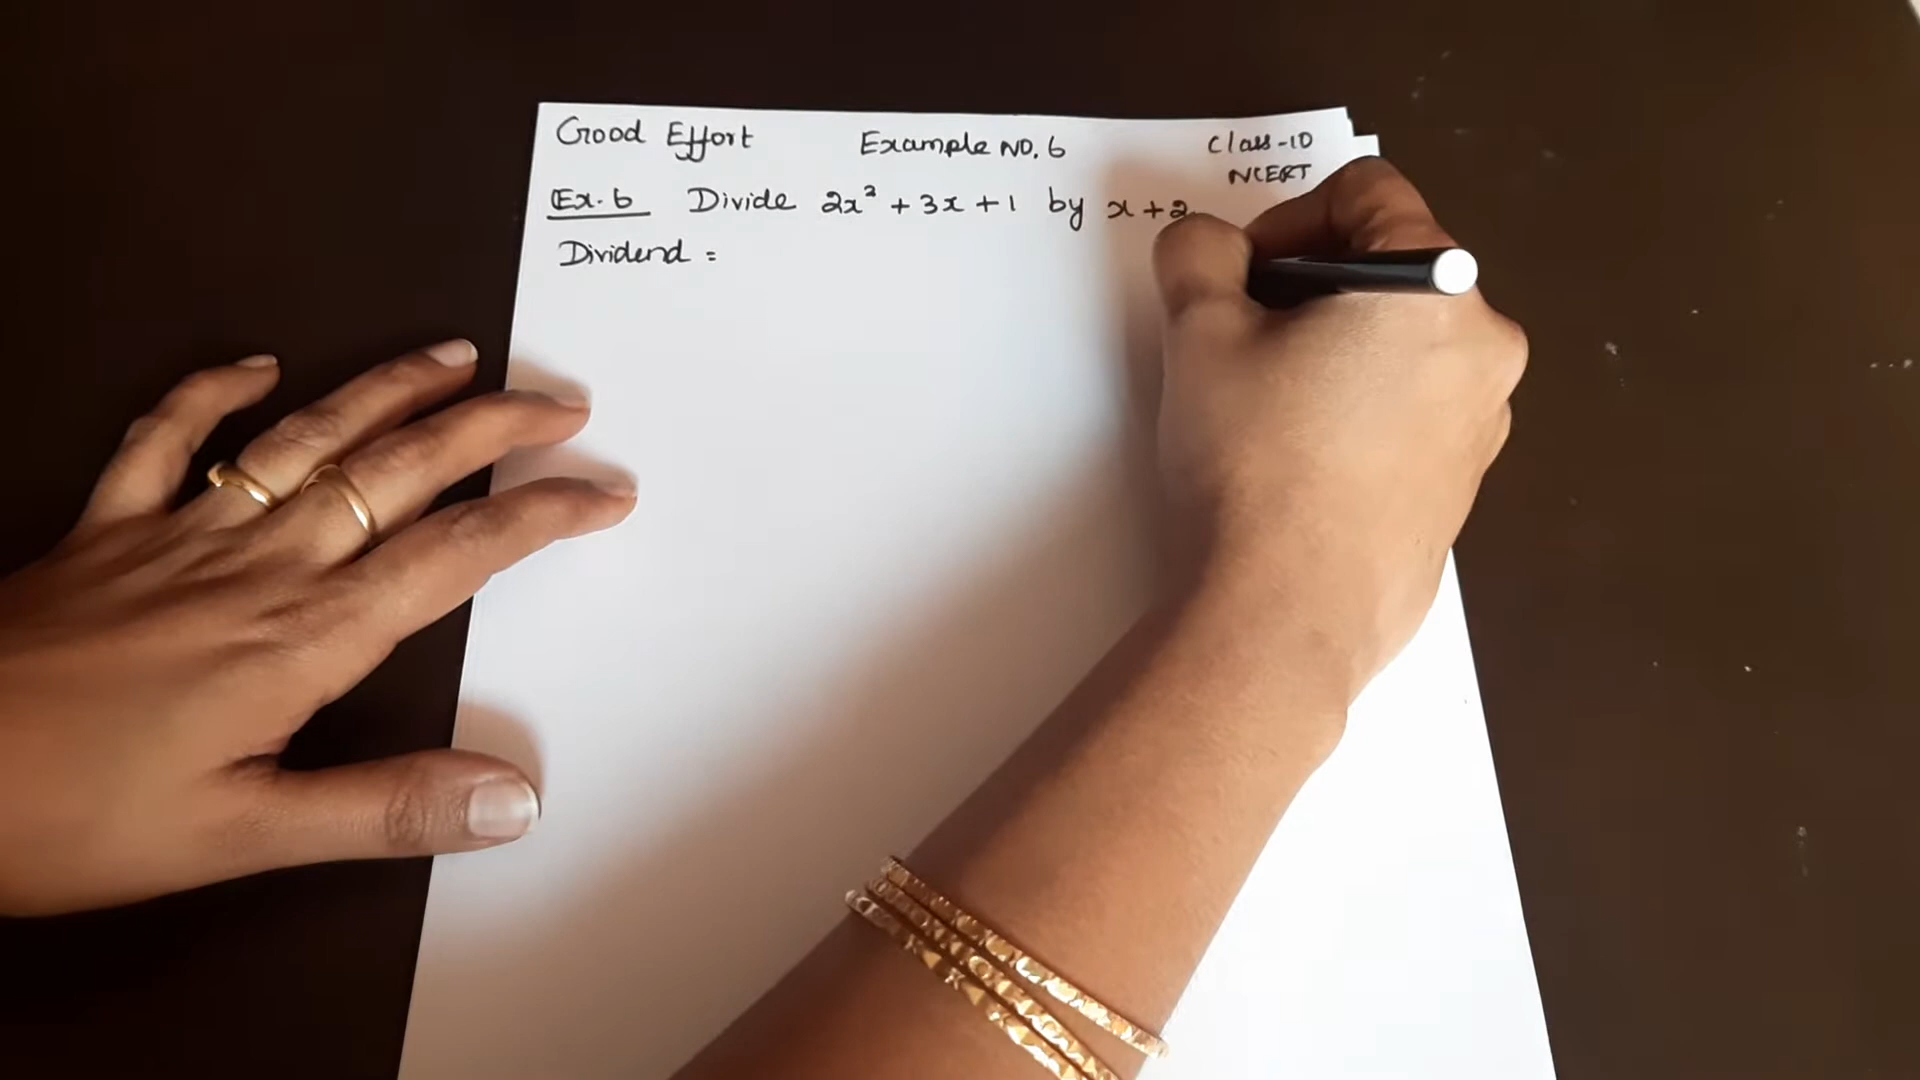 Good Effort Example NO. 6 Class-10
NCERT
Ex. 6 Divide 2x² + 3x + 1 by x + 2.
Dividend =